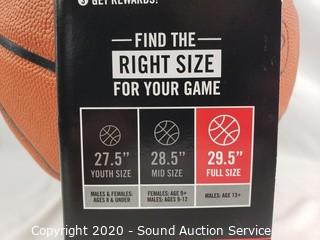 3 GET REWARDS!
FIND THE
RIGHT SIZE
FOR YOUR GAME
27.5"
YOUTH SIZE
MALES & FEMALES:
AGES 8 & UNDER
28.5"
MID SIZE
FEMALES: AGE 9+
MALES: AGES 9-12
29.5"
FULL SIZE
MALES: AGE 13+
Copyright 2020 - Sound Auction Service